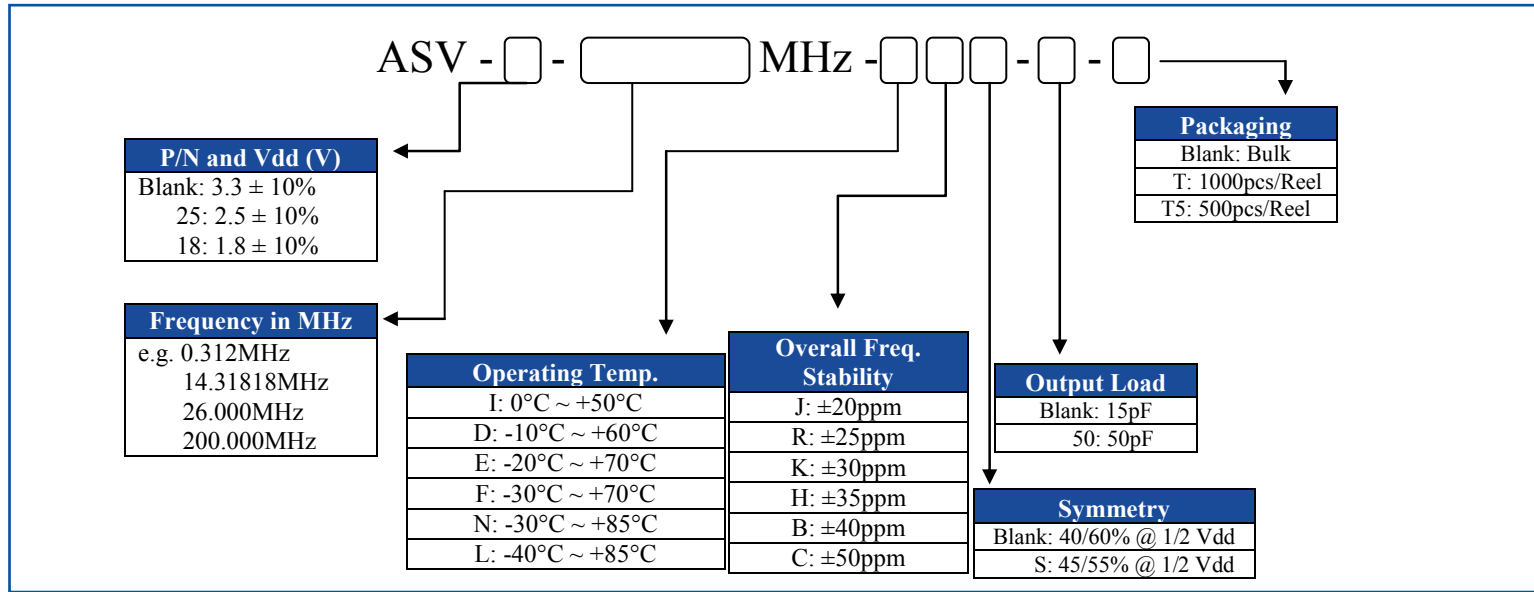 ASV - - MHz - - -
P/N and Vdd (V)
Blank: 3.3 ± 10%
25: 2.5 ± 10%
18: 1.8 ± 10%
Frequency in MHz
e.g. 0.312MHz
14.31818MHz
26.000MHz
200.000MHz
Operating Temp.
I: 0°C ~ +50°C
D: -10°C ~ +60°C
E: -20°C ~ +70°C
F: -30°C ~ +70°C
N: -30°C ~ +85°C
L: -40°C ~ +85°C
Overall Freq.
Stability
J: ±20ppm
R: ±25ppm
K: ±30ppm
H: ±35ppm
B: ±40ppm
C: ±50ppm
Symmetry
Blank: 40/60% @ 1/2 Vdd
S: 45/55% @ 1/2 Vdd
Output Load
Blank: 15pF
50: 50pF
Packaging
Blank: Bulk
T: 1000pcs/Reel
T5: 500pcs/Reel